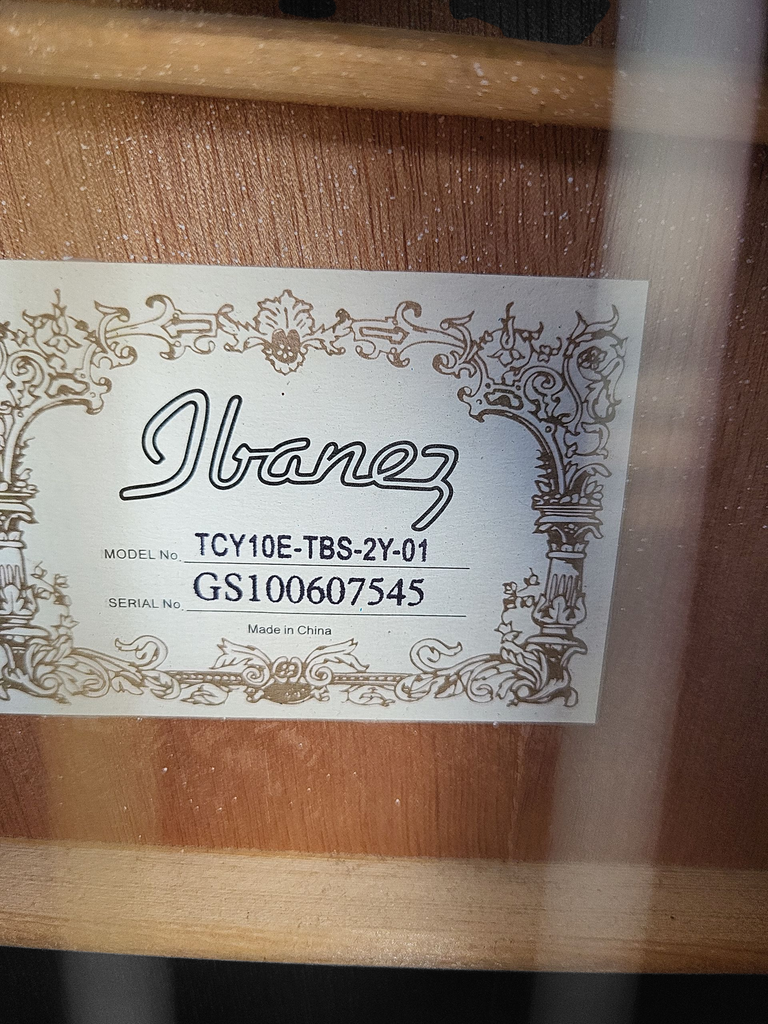 Ibanez
MODEL No. TCY10E-TBS-2Y-01
SERIAL No. GS100607545
Made in China